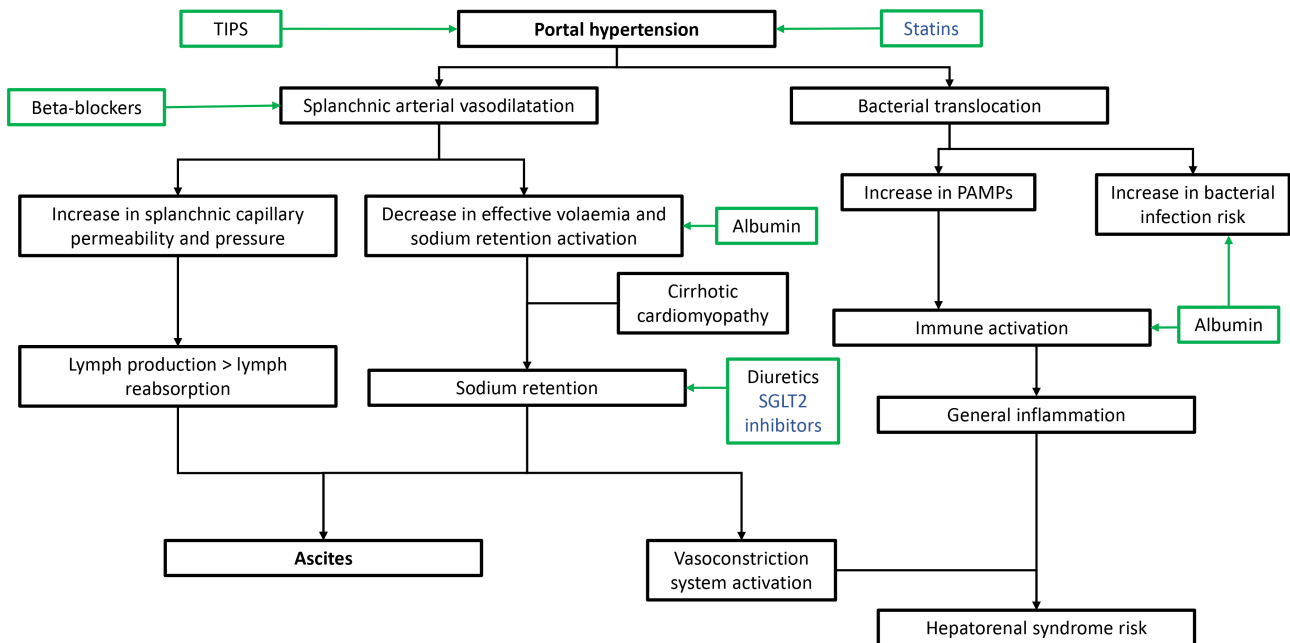 TIPS
Portal hypertension
Statins
Beta-blockers
Splanchnic arterial vasodilatation
Bacterial translocation
Increase in splanchnic capillary
permeability and pressure
Decrease in effective volaemia and
sodium retention activation
Albumin
Increase in PAMPs
Increase in bacterial
infection risk
Cirrhotic
cardiomyopathy
Immune activation
Albumin
Lymph production > lymph
reabsorption
Sodium retention
Diuretics
SGLT2
inhibitors
General inflammation
Ascites
Vasoconstriction
system activation
Hepatorenal syndrome risk